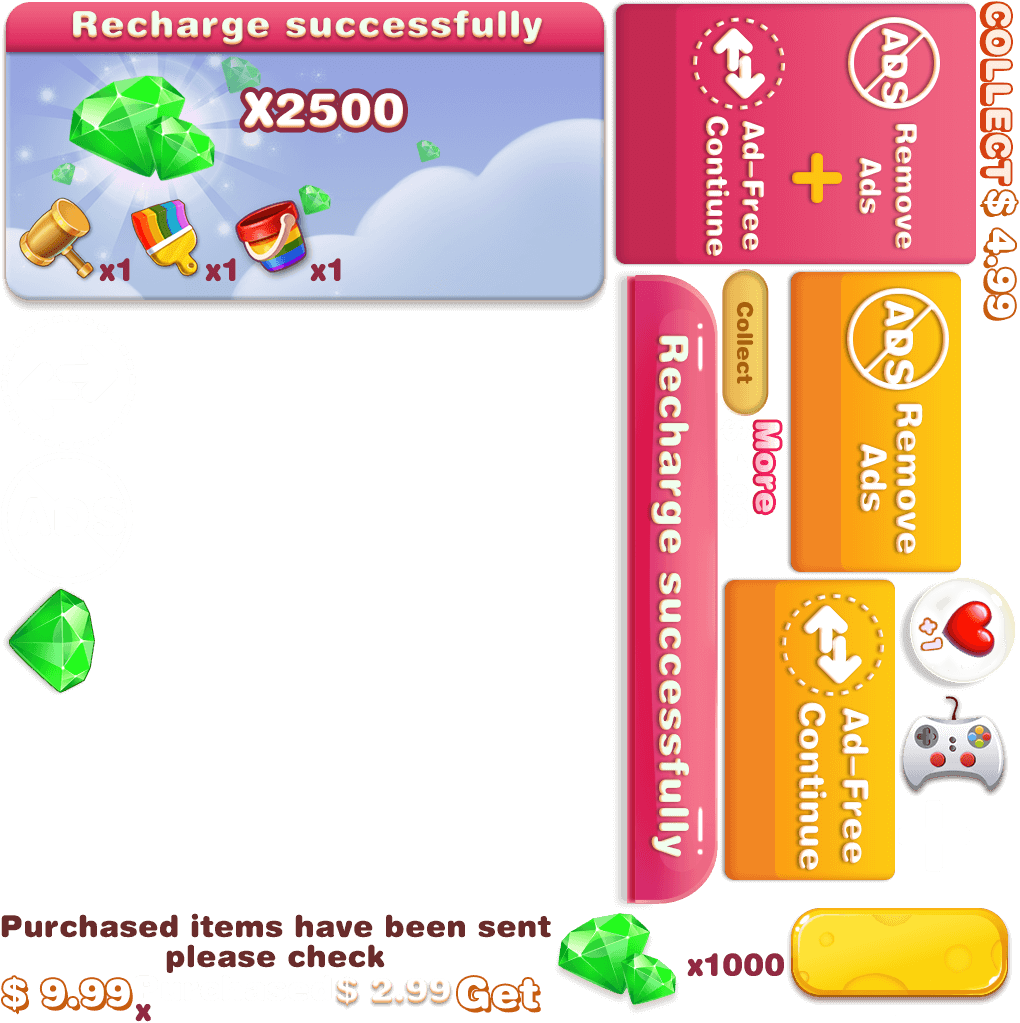 Recharge successfully
X2500
x1
x1
x1
ADS
Remove
Ads
+
Ad-Free
Contiune
COLLECT$ 4.99
Recharge successfully
Collect
More
ADS
Remove
Ads
Ad-Free
Continue
+1
Purchased items have been sent
please check
$ 9.99
x
$ 2.99
Get
x1000